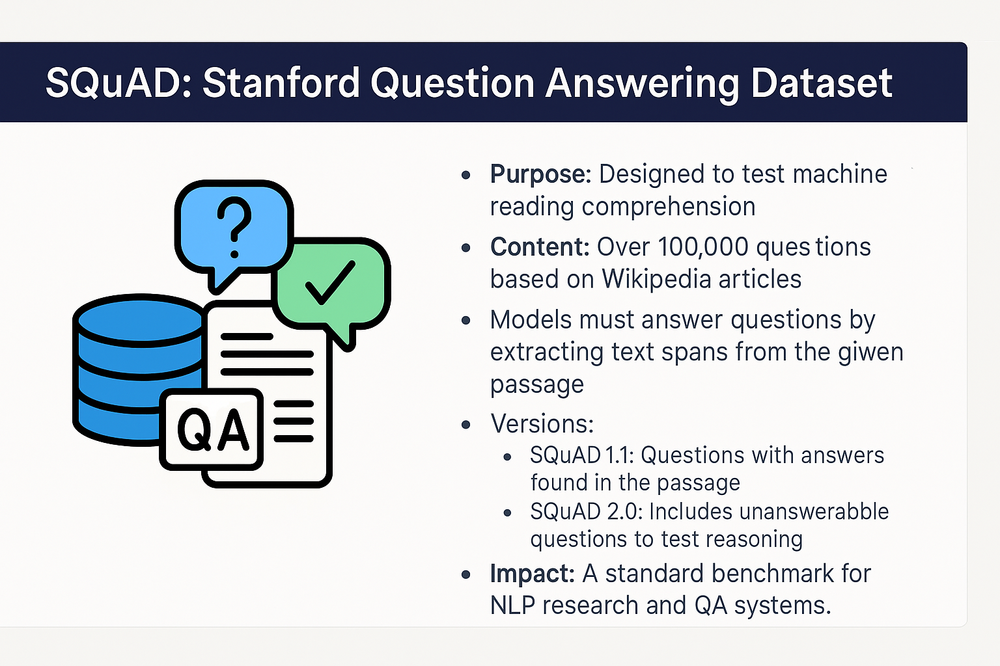 SQuAD: Stanford Question Answering Dataset
?
QA
• Purpose: Designed to test machine
reading comprehension
• Content: Over 100,000 questions
based on Wikipedia articles
• Models must answer questions by
extracting text spans from the giwen
passage
• Versions:
• SQuAD 1.1: Questions with answers
found in the passage
• SQuAD 2.0: Includes unanswerabble
questions to test reasoning
• Impact: A standard benchmark for
NLP research and QA systems.